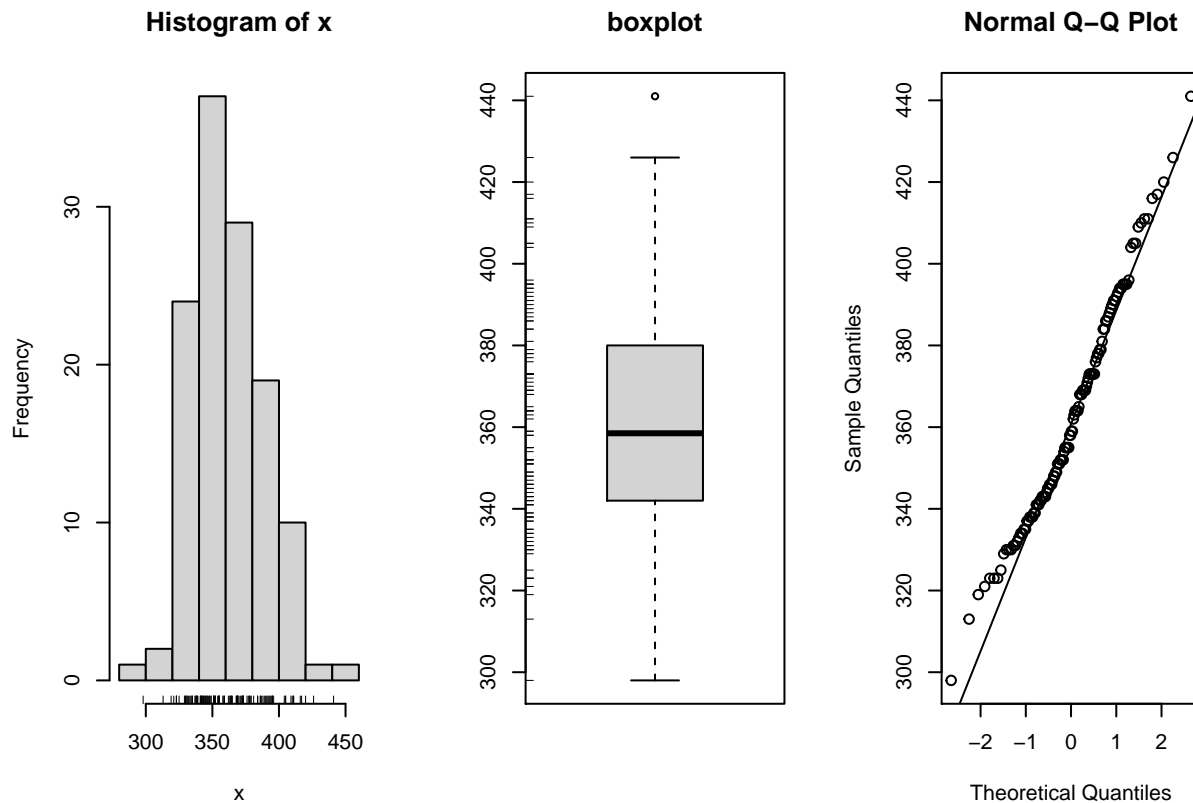 Histogram of x
Frequency
0
10
20
30
300 350 400 450
x
boxplot
300
320
340
360
380
400
420
440
Normal Q−Q Plot
Sample Quantiles
300
320
340
360
380
400
420
440
−2 −1 0 1 2
Theoretical Quantiles